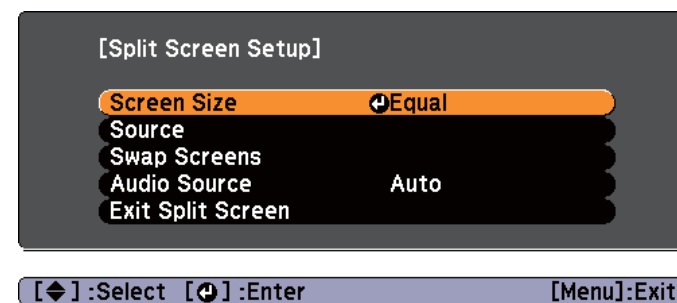 [Split Screen Setup]
Screen Size Equal
Source
Swap Screens
Audio Source Auto
Exit Split Screen
[◆] :Select [↵] :Enter [Menu]:Exit